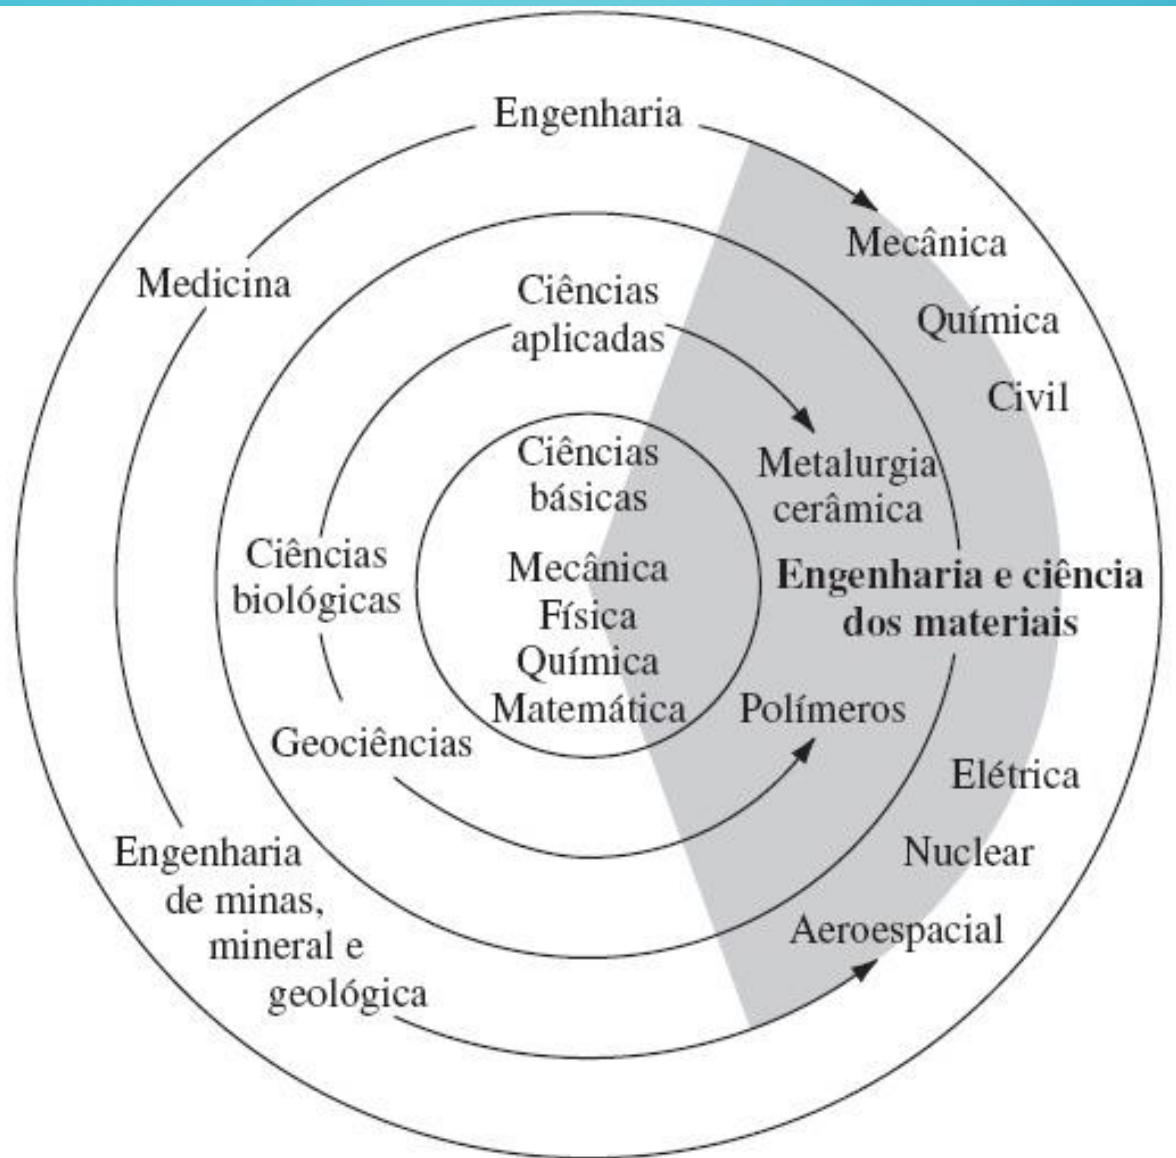 Engenharia
Mecânica
Química
Civil
Medicina
Ciências
aplicadas
Ciências
básicas
Metalurgia
cerâmica
Ciências
biológicas
Mecânica
Física
Química
Matemática
Engenharia e ciência
dos materiais
Geociências
Polímeros
Elétrica
Nuclear
Aeroespacial
Engenharia
de minas,
mineral e
geológica